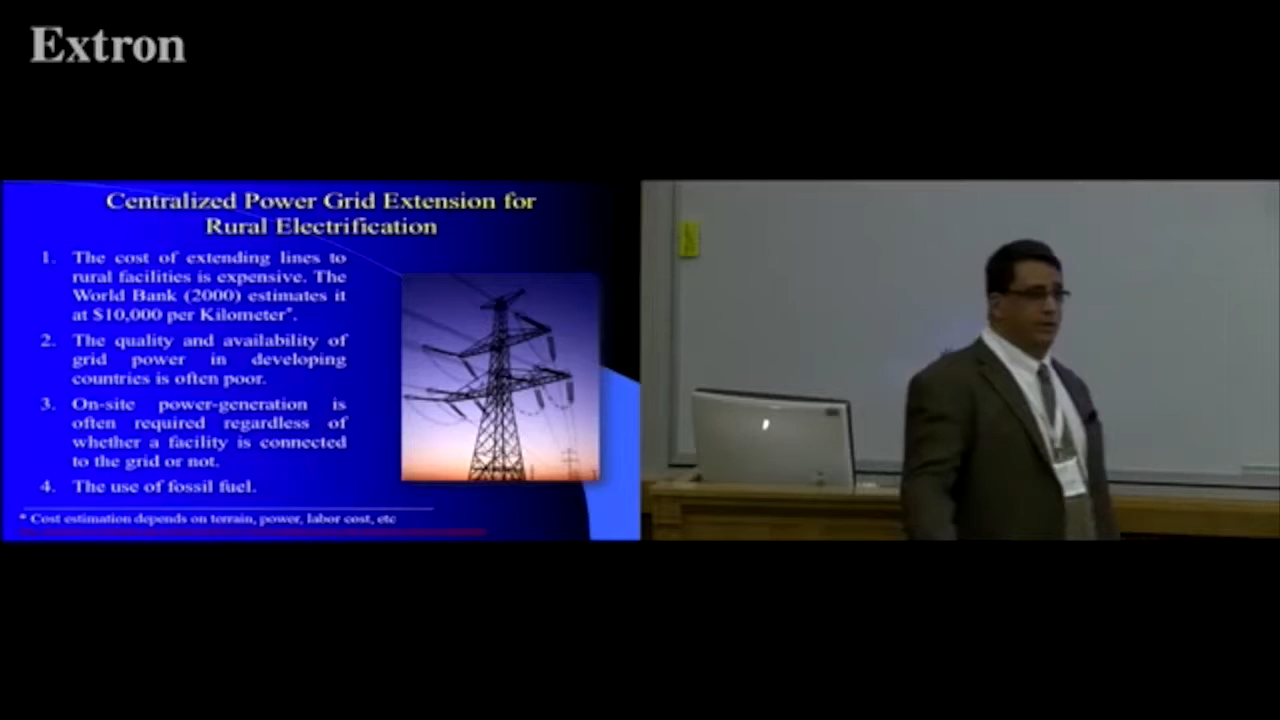 Extron
Centralized Power Grid Extension for
Rural Electrification
1. The cost of extending lines to
rural facilities is expensive. The
World Bank (2000) estimates it
at $10,000 per Kilometer*.
2. The quality and availability of
grid power in developing
countries is often poor.
3. On-site power-generation is
often required regardless of
whether a facility is connected
to the grid or not.
4. The use of fossil fuel.
* Cost estimation depends on terrain, power, labor cost, etc